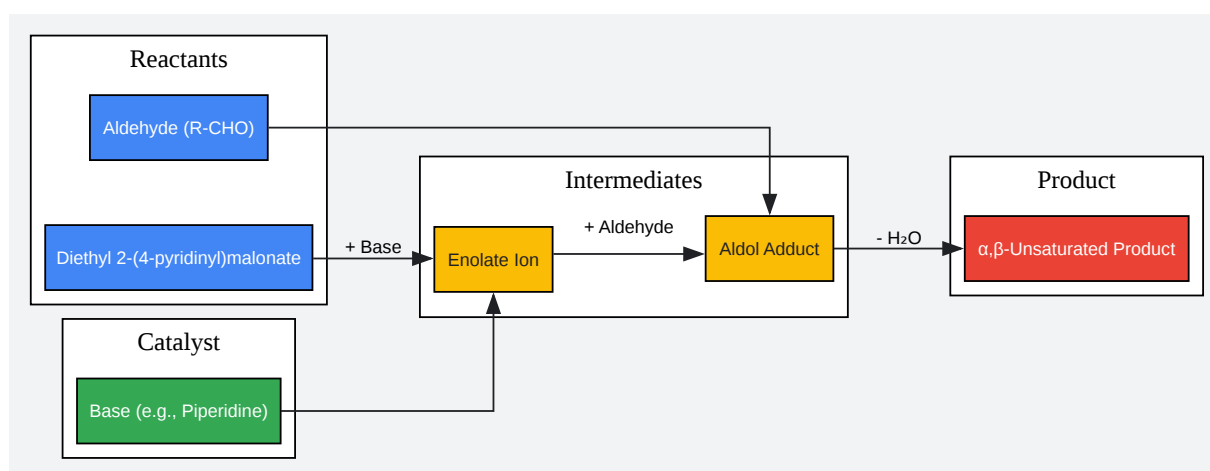 Reactants
Aldehyde (R-CHO)
Diethyl 2-(4-pyridinyl)malonate
+ Base
Catalyst
Base (e.g., Piperidine)
Intermediates
Enolate Ion
+ Aldehyde
Aldol Adduct
- H₂O
Product
α,β-Unsaturated Product